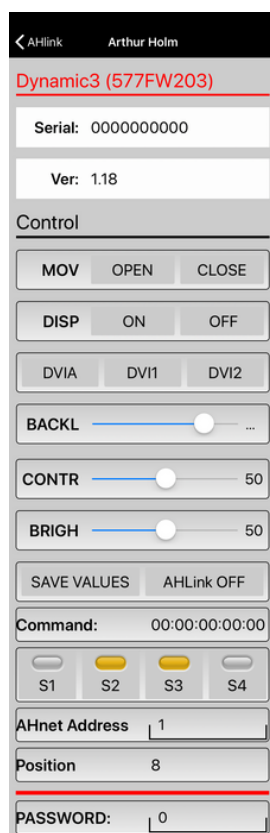 AHlink Arthur Holm
Dynamic3 (577FW203)
Serial: 0000000000
Ver: 1.18
Control
MOV OPEN CLOSE
DISP ON OFF
DVIA DVI1 DVI2
BACKL ...
CONTR 50
BRIGH 50
SAVE VALUES AHLink OFF
Command: 00:00:00:00:00
S1 S2 S3 S4
AHnet Address 1
Position 8
PASSWORD: 0